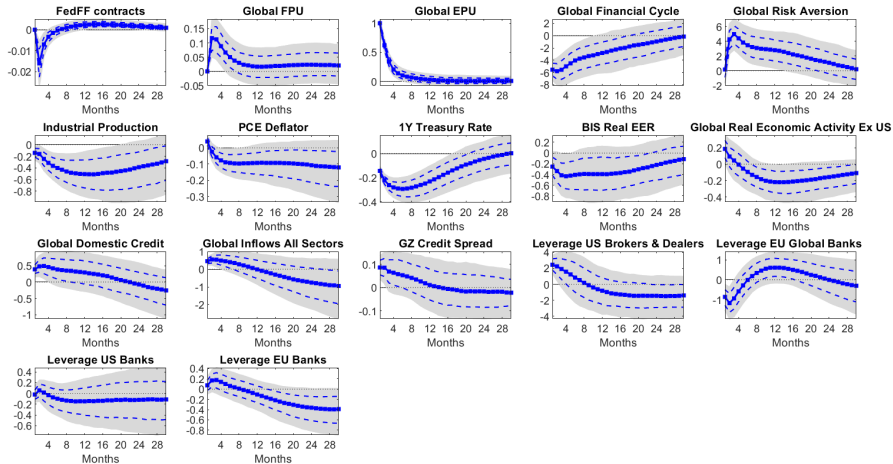 FedFF contracts
0
-0.01
-0.02
4 8 12 16 20 24 28
Months
Global FPU
0.15
0.1
0.05
0
-0.05
4 8 12 16 20 24 28
Months
Global EPU
1
0.5
0
4 8 12 16 20 24 28
Months
Global Financial Cycle
2
0
-2
-4
-6
-8
4 8 12 16 20 24 28
Months
Global Risk Aversion
6
4
2
0
4 8 12 16 20 24 28
Months
Industrial Production
0
-0.2
-0.4
-0.6
-0.8
4 8 12 16 20 24 28
Months
PCE Deflator
0
-0.1
-0.2
-0.3
4 8 12 16 20 24 28
Months
1Y Treasury Rate
0
-0.2
-0.4
4 8 12 16 20 24 28
Months
BIS Real EER
0.2
0
-0.2
-0.4
-0.6
-0.8
4 8 12 16 20 24 28
Months
Global Real Economic Activity Ex US
0.2
0
-0.2
-0.4
4 8 12 16 20 24 28
Months
Global Domestic Credit
0.5
0
-0.5
-1
4 8 12 16 20 24 28
Months
Global Inflows All Sectors
1
0
-1
-2
4 8 12 16 20 24 28
Months
GZ Credit Spread
0.1
0
-0.1
4 8 12 16 20 24 28
Months
Leverage US Brokers & Dealers
4
2
0
-2
-4
4 8 12 16 20 24 28
Months
Leverage EU Global Banks
1
0
-1
4 8 12 16 20 24 28
Months
Leverage US Banks
0.4
0.2
0
-0.2
-0.4
-0.6
4 8 12 16 20 24 28
Months
Leverage EU Banks
0.4
0.2
0
-0.2
-0.4
-0.6
-0.8
4 8 12 16 20 24 28
Months